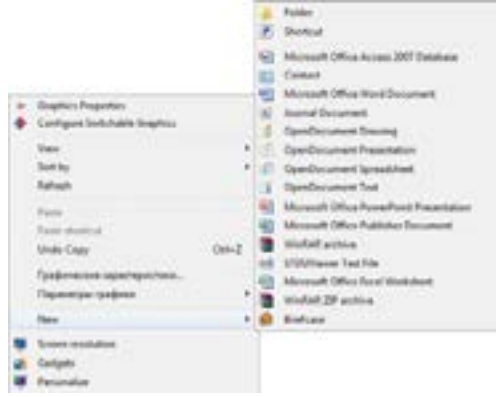 Folder
Shortcut
Microsoft Office Access 2007 Database
Contact
Microsoft Office Word Document
Journal Document
OpenDocument Drawing
OpenDocument Presentation
OpenDocument Spreadsheet
OpenDocument Text
Microsoft Office PowerPoint Presentation
Microsoft Office Publisher Document
WinRAR archive
Text File
Microsoft Office Excel Worksheet
WinRAR ZIP archive
Briefcase
Graphics Properties
Configure Switchable Graphics
View
Sort by
Refresh
Paste
Paste shortcut
Undo Copy Ctrl+Z
Графические характеристики...
Параметры графики
New
Screen resolution
Gadgets
Personalize